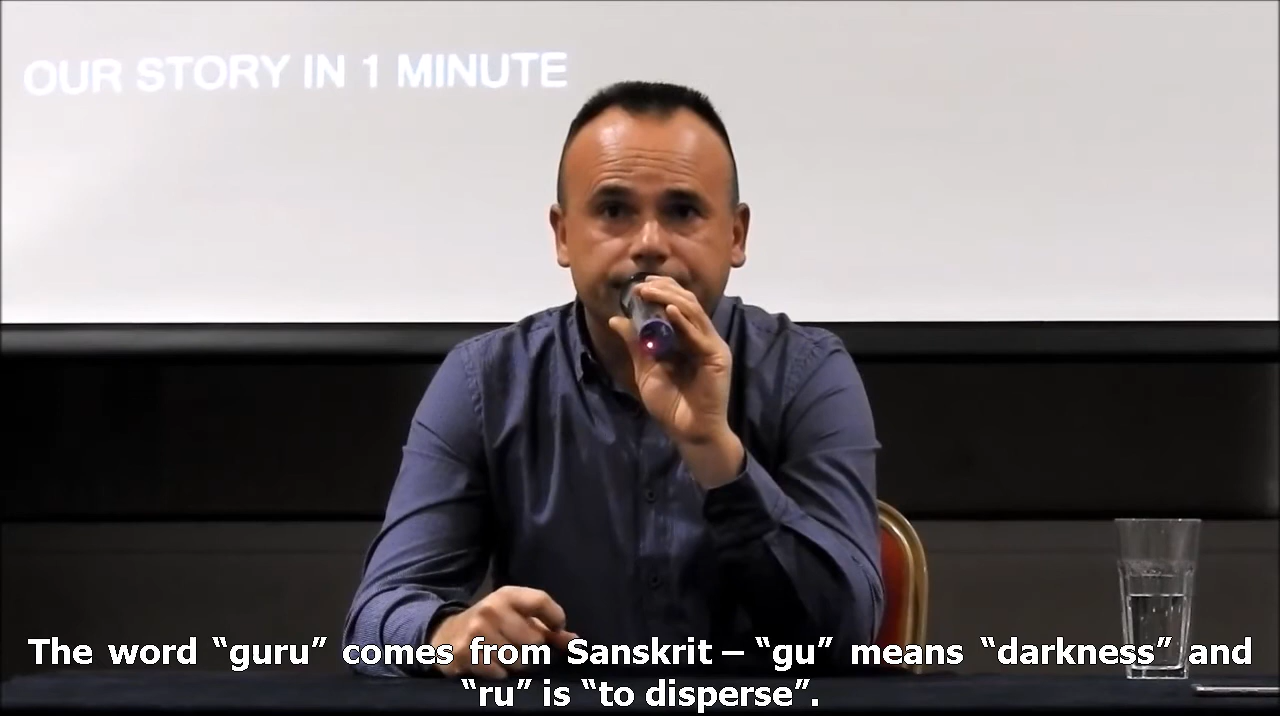 OUR STORY IN 1 MINUTE
The word “guru” comes from Sanskrit – “gu” means “darkness” and
“ru” is “to disperse”.